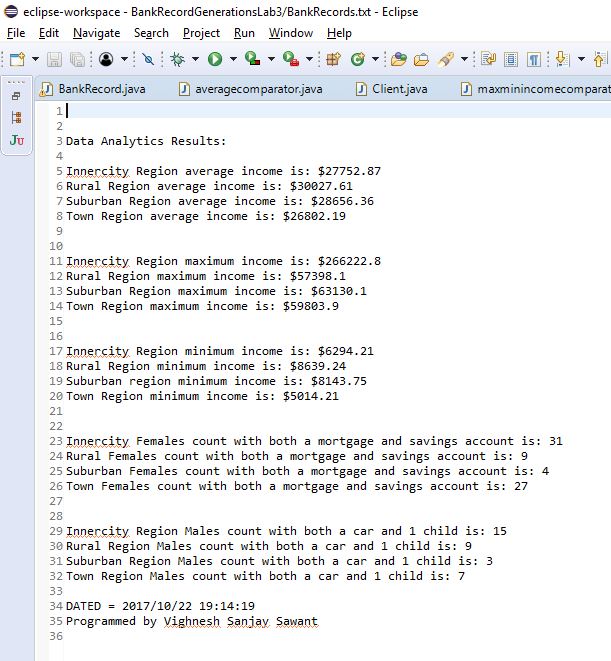 eclipse-workspace - BankRecordGenerationsLab3/BankRecords.txt - Eclipse
File Edit Navigate Search Project Run Window Help
BankRecord.java averagecomparator.java Client.java maxminincomecomparat
JU
1
2
3 Data Analytics Results:
4
5 Innercity Region average income is: $27752.87
6 Rural Region average income is: $30027.61
7 Suburban Region average income is: $28656.36
8 Town Region average income is: $26802.19
9
10
11 Innercity Region maximum income is: $266222.8
12 Rural Region maximum income is: $57398.1
13 Suburban Region maximum income is: $63130.1
14 Town Region maximum income is: $59803.9
15
16
17 Innercity Region minimum income is: $6294.21
18 Rural Region minimum income is: $8639.24
19 Suburban region minimum income is: $8143.75
20 Town Region minimum income is: $5014.21
21
22
23 Innercity Females count with both a mortgage and savings account is: 31
24 Rural Females count with both a mortgage and savings account is: 9
25 Suburban Females count with both a mortgage and savings account is: 4
26 Town Females count with both a mortgage and savings account is: 27
27
28
29 Innercity Region Males count with both a car and 1 child is: 15
30 Rural Region Males count with both a car and 1 child is: 9
31 Suburban Region Males count with both a car and 1 child is: 3
32 Town Region Males count with both a car and 1 child is: 7
33
34 DATED = 2017/10/22 19:14:19
35 Programmed by Vighnesh Sanjay Sawant
36